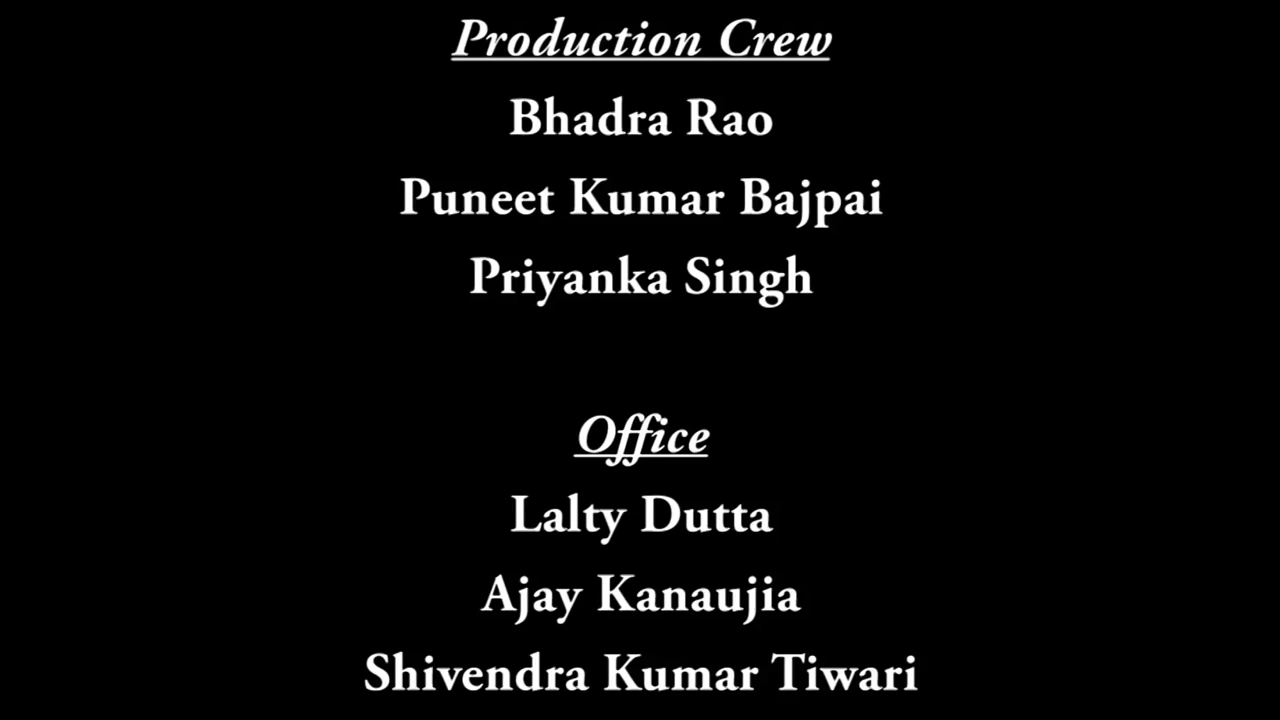 Production Crew
Bhadra Rao
Puneet Kumar Bajpai
Priyanka Singh
Office
Lalty Dutta
Ajay Kanaujia
Shivendra Kumar Tiwari